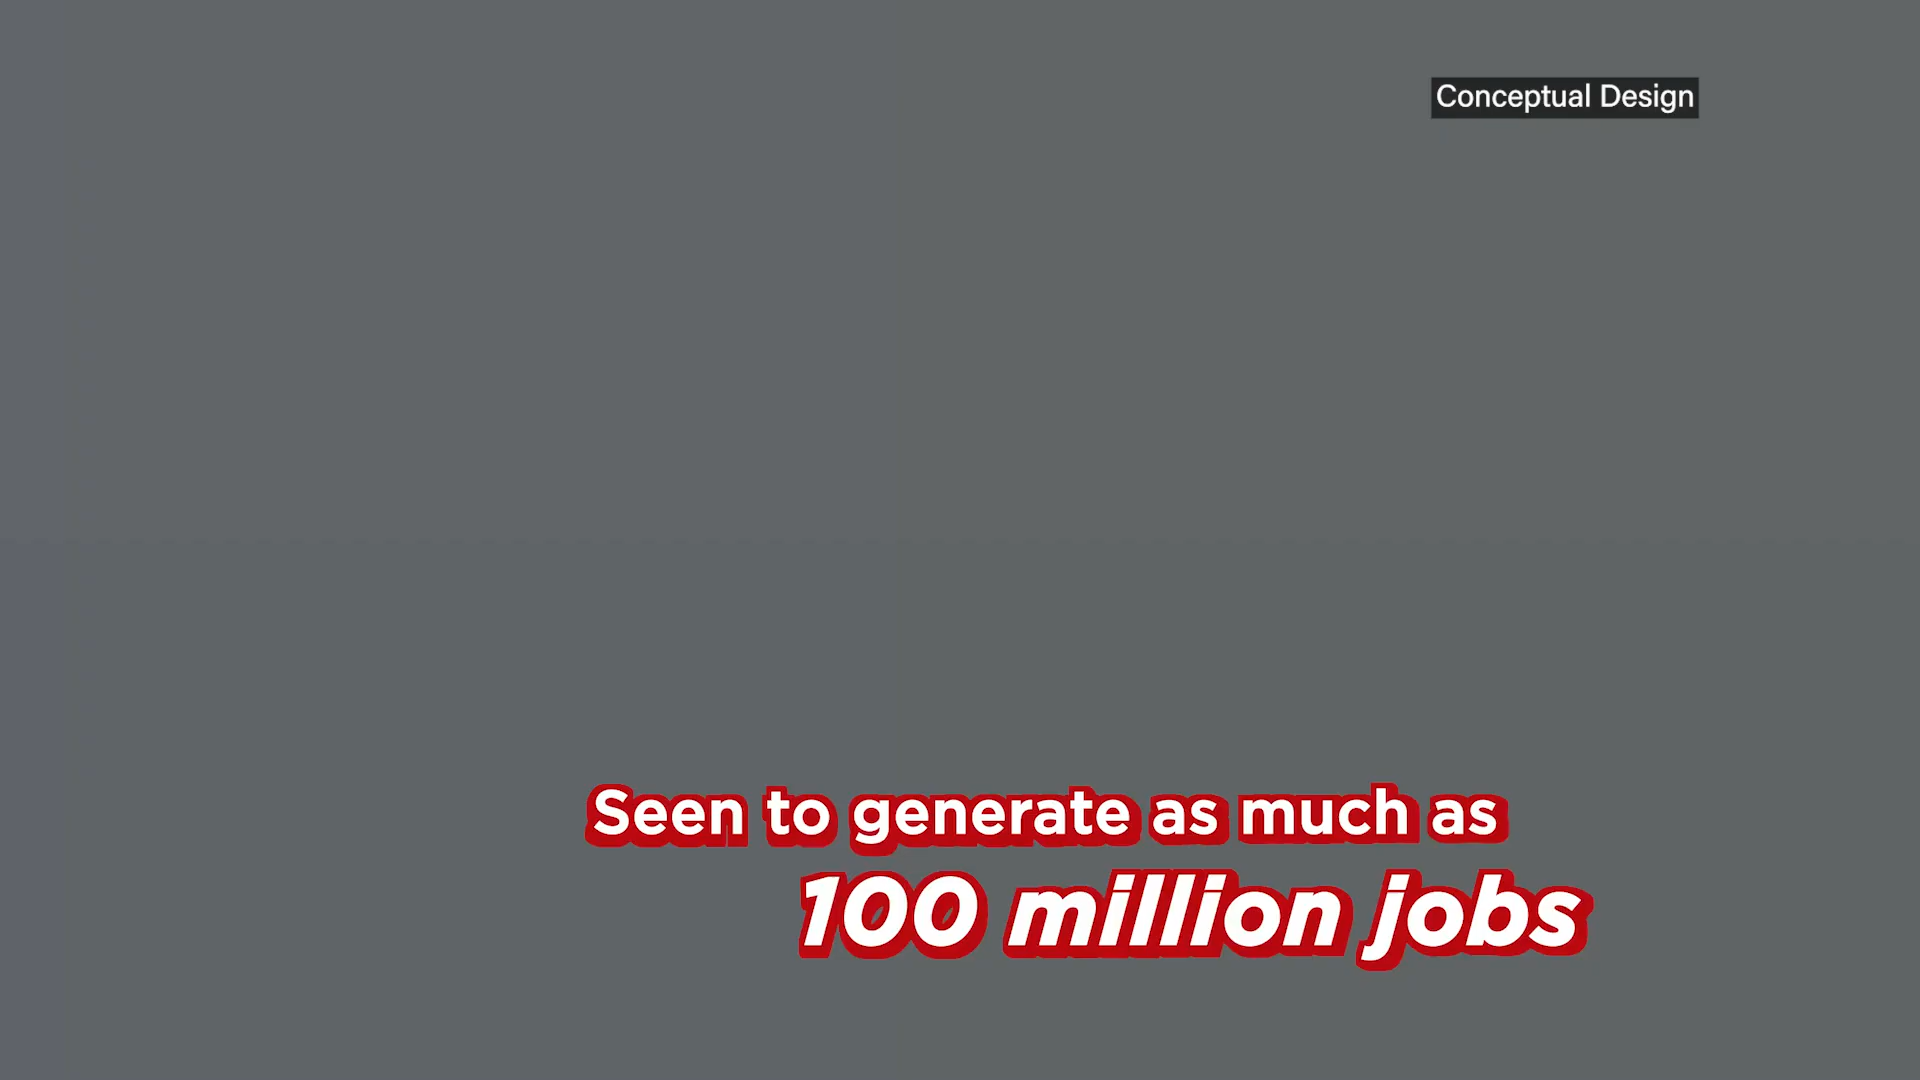 Conceptual Design
Seen to generate as much as
100 million jobs